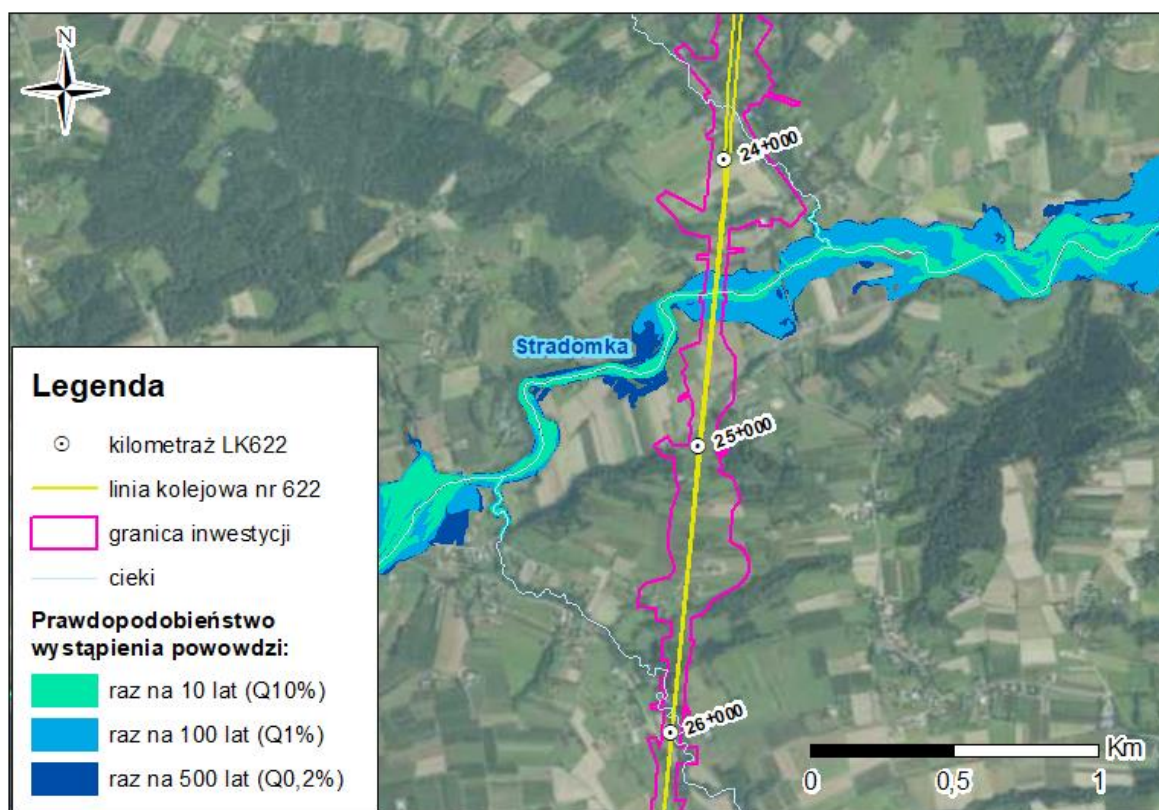 N
24+000
Stradomka
25+000
26+000
Legenda
kilometraż LK622
linia kolejowa nr 622
granica inwestycji
cieki
Prawdopodobieństwo
wystąpienia powowdzi:
raz na 10 lat (Q10%)
raz na 100 lat (Q1%)
raz na 500 lat (Q0,2%)
Km
0 0,5 1